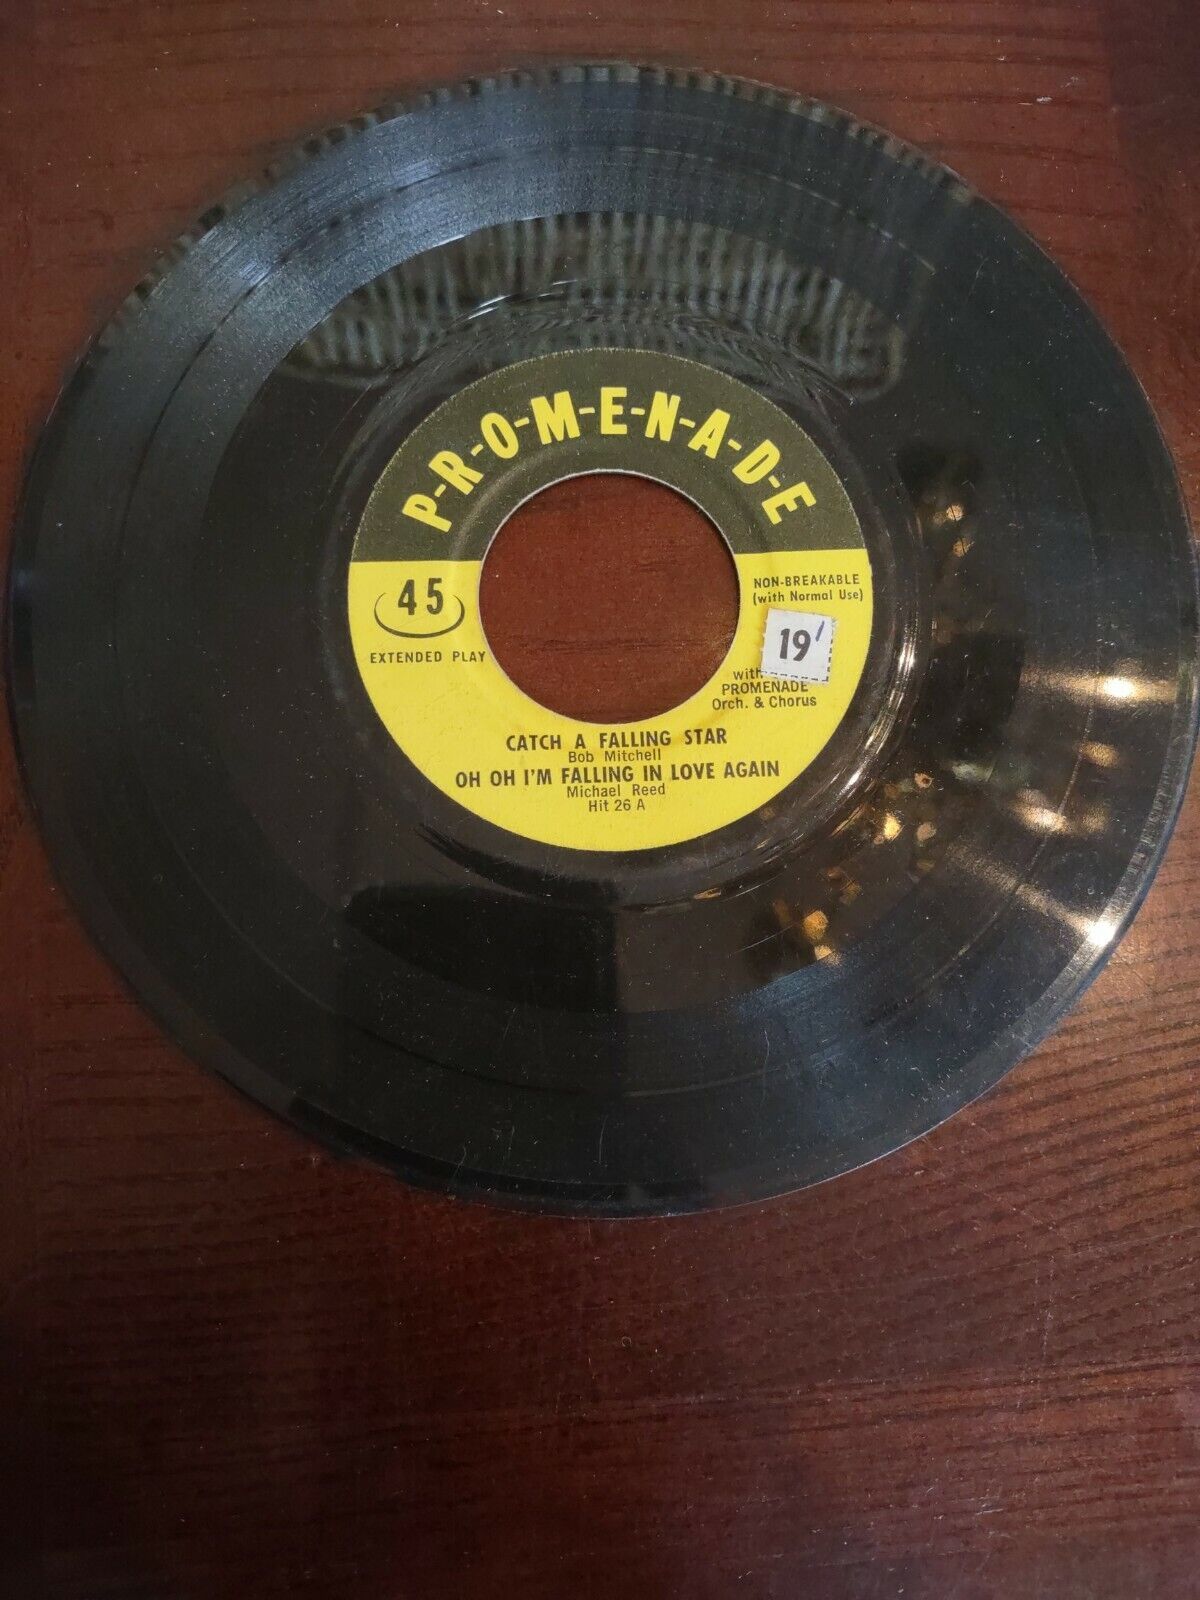 P-R-O-M-E-N-A-D-E
45
EXTENDED PLAY
NON-BREAKABLE
(with Normal Use)
19
with
PROMENADE
Orch. & Chorus
CATCH A FALLING STAR
Bob Mitchell
OH OH I'M FALLING IN LOVE AGAIN
Michael Reed
Hit 26 A